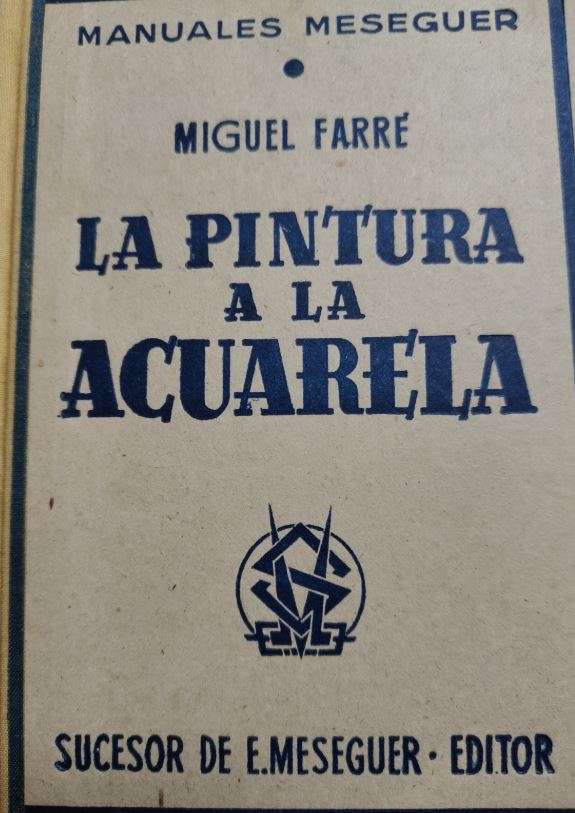 MANUALES MESEGUER
MIGUEL FARRÉ
LA PINTURA
A LA
ACUARELA
SUCESOR DE E.MESEGUER · EDITOR